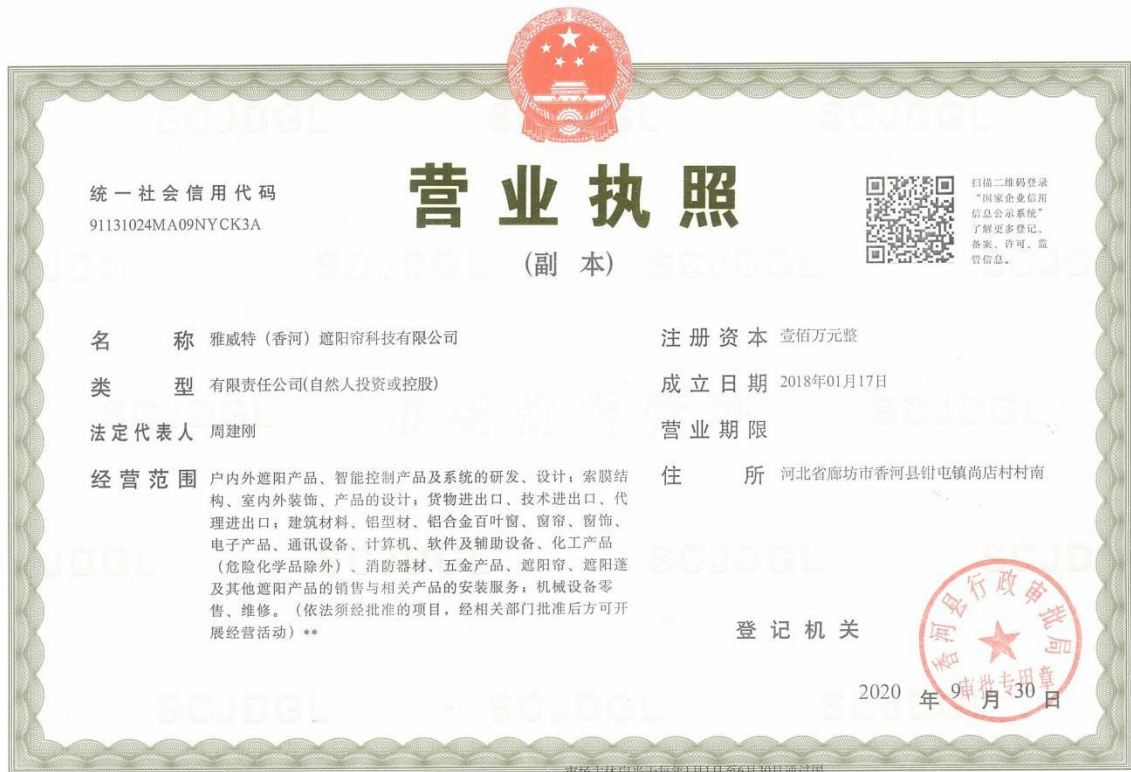 统一社会信用代码
91131024MA09NYCK3A
营业执照
(副 本)
扫描二维码登录
“国家企业信用
信息公示系统”
了解更多登记、
备案、许可、监
管信息。
名 称 雅威特（香河）遮阳帘科技有限公司
类 型 有限责任公司(自然人投资或控股)
法定代表人 周建刚
经营范围 户内外遮阳产品、智能控制产品及系统的研发、设计；索膜结
构、室内外装饰、产品的设计；货物进出口、技术进出口、代
理进出口；建筑材料、铝型材、铝合金百叶窗、窗帘、窗饰、
电子产品、通讯设备、计算机、软件及辅助设备、化工产品
（危险化学品除外）、消防器材、五金产品、遮阳帘、遮阳蓬
及其他遮阳产品的销售与相关产品的安装服务；机械设备零
售、维修。（依法须经批准的项目，经相关部门批准后方可开
展经营活动）**
注册资本 壹佰万元整
成立日期 2018年01月17日
营业期限
住 所 河北省廊坊市香河县钳屯镇尚店村村南
登记机关
香河县行政审批局
审批专用章
2020 年 9 月 30 日
SCJDGL